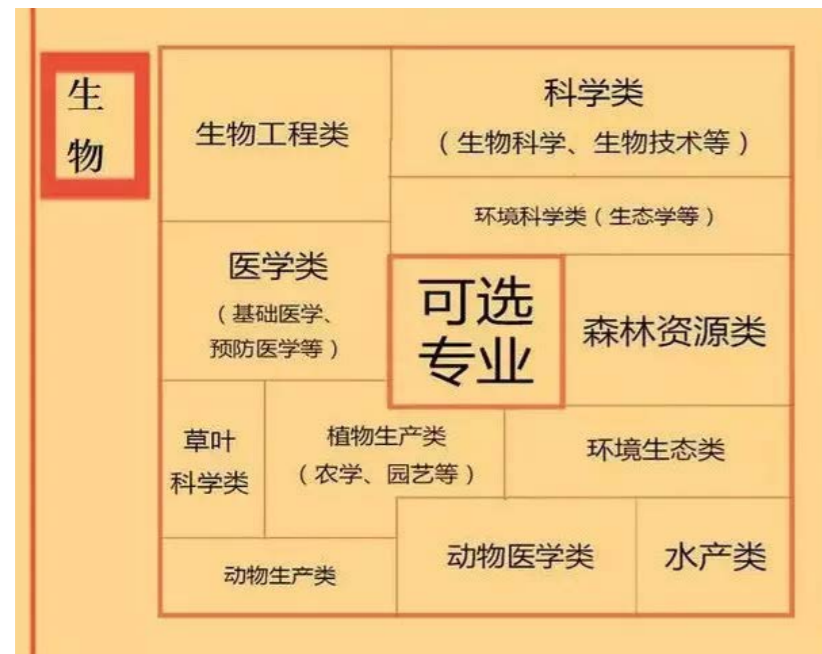 生
物
生物工程类
科学类
（生物科学、生物技术等）
环境科学类（生态学等）
医学类
（基础医学、
预防医学等）
可选
专业
森林资源类
草叶
科学类
植物生产类
（农学、园艺等）
环境生态类
动物生产类
动物医学类
水产类